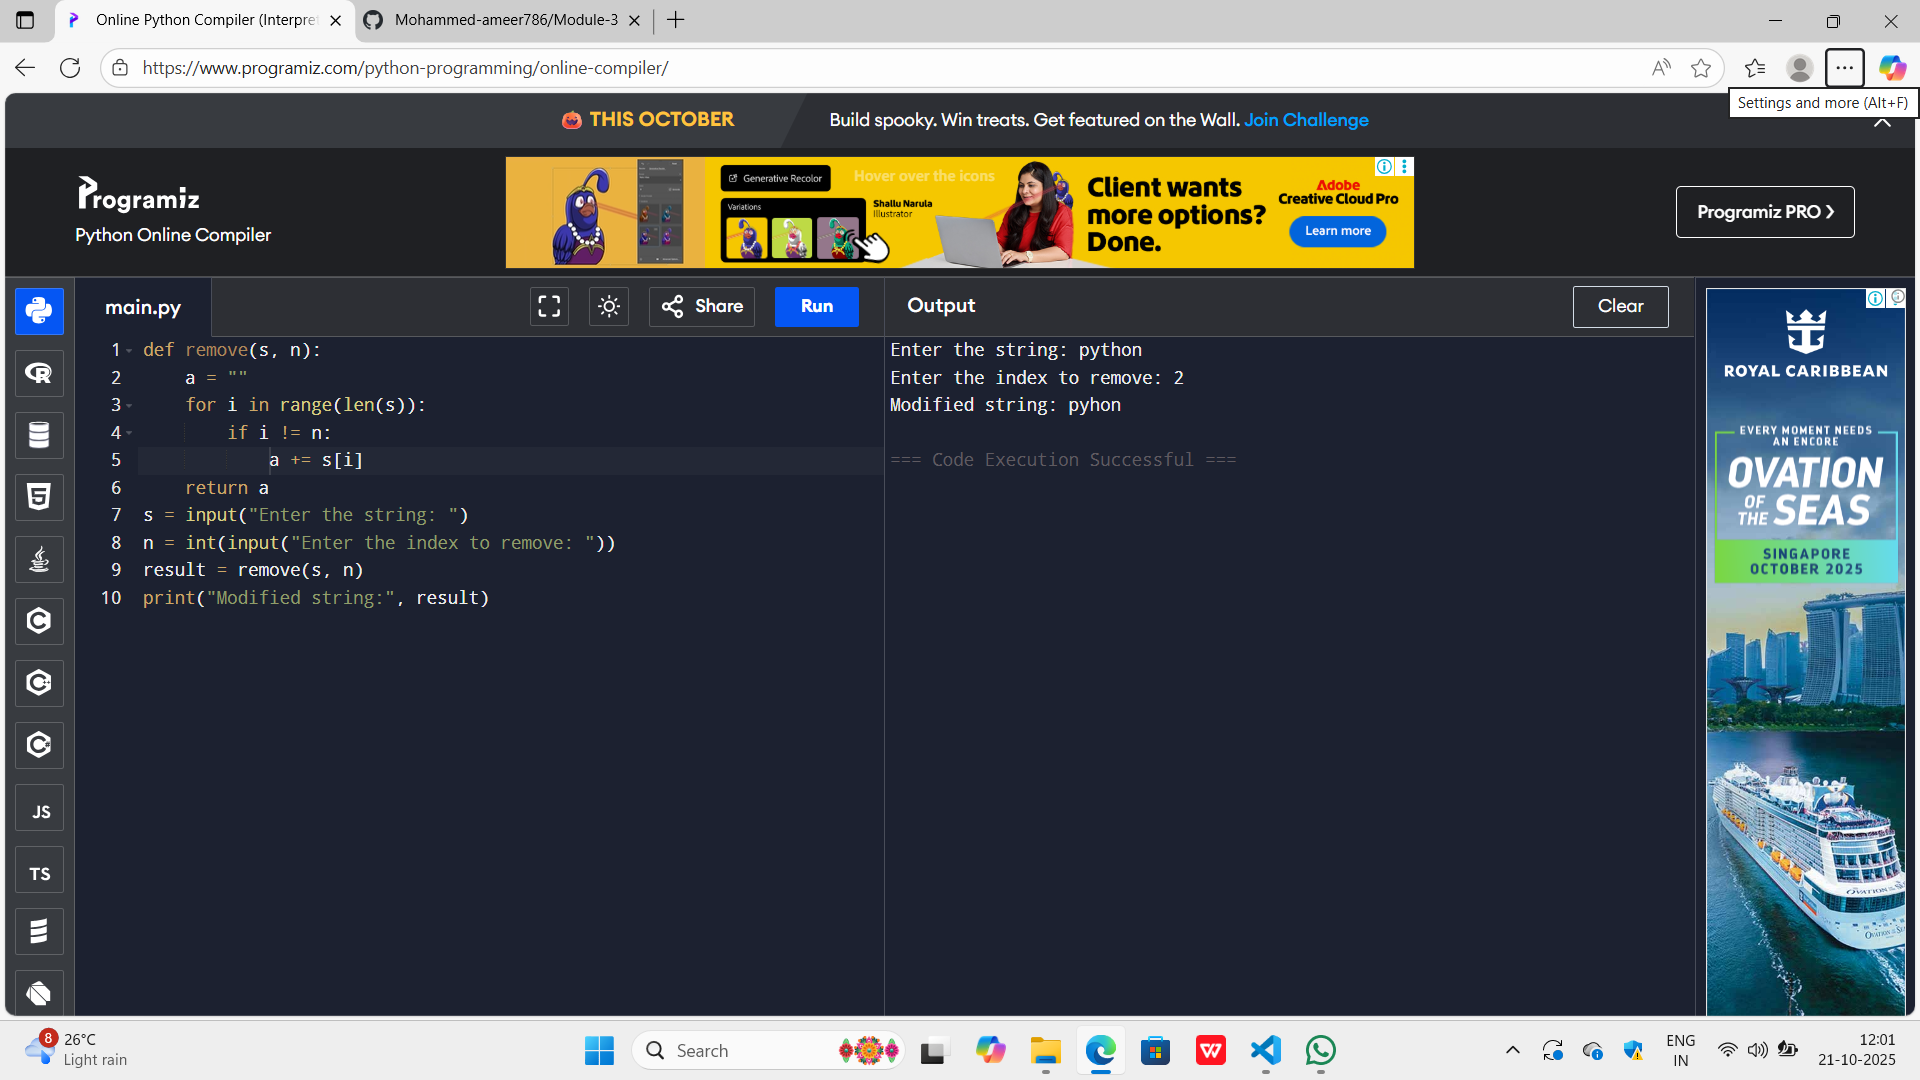 Online Python Compiler (Interpre
Mohammed-ameer786/Module-3
https://www.programiz.com/python-programming/online-compiler/
Settings and more (Alt+F)
🎃 THIS OCTOBER
Build spooky. Win treats. Get featured on the Wall. Join Challenge
Programiz
Python Online Compiler
Generative Recolor
Hover over the icons
Variations
Shallu Narula
Illustrator
Client wants
more options?
Done.
Adobe
Creative Cloud Pro
Learn more
Programiz PRO ❯
main.py
Share
Run
Output
Clear
1 def remove(s, n):
2     a = ""
3     for i in range(len(s)):
4         if i != n:
5             a += s[i]
6     return a
7 s = input("Enter the string: ")
8 n = int(input("Enter the index to remove: "))
9 result = remove(s, n)
10 print("Modified string:", result)
Enter the string: python
Enter the index to remove: 2
Modified string: pyhon
=== Code Execution Successful ===
ROYAL CARIBBEAN
EVERY MOMENT NEEDS
AN ENCORE
OVATION
OF THE SEAS
SINGAPORE
OCTOBER 2025
R
5
C
C++
C#
JS
TS
8
26°C
Light rain
Search
W
ENG
IN
12:01
21-10-2025